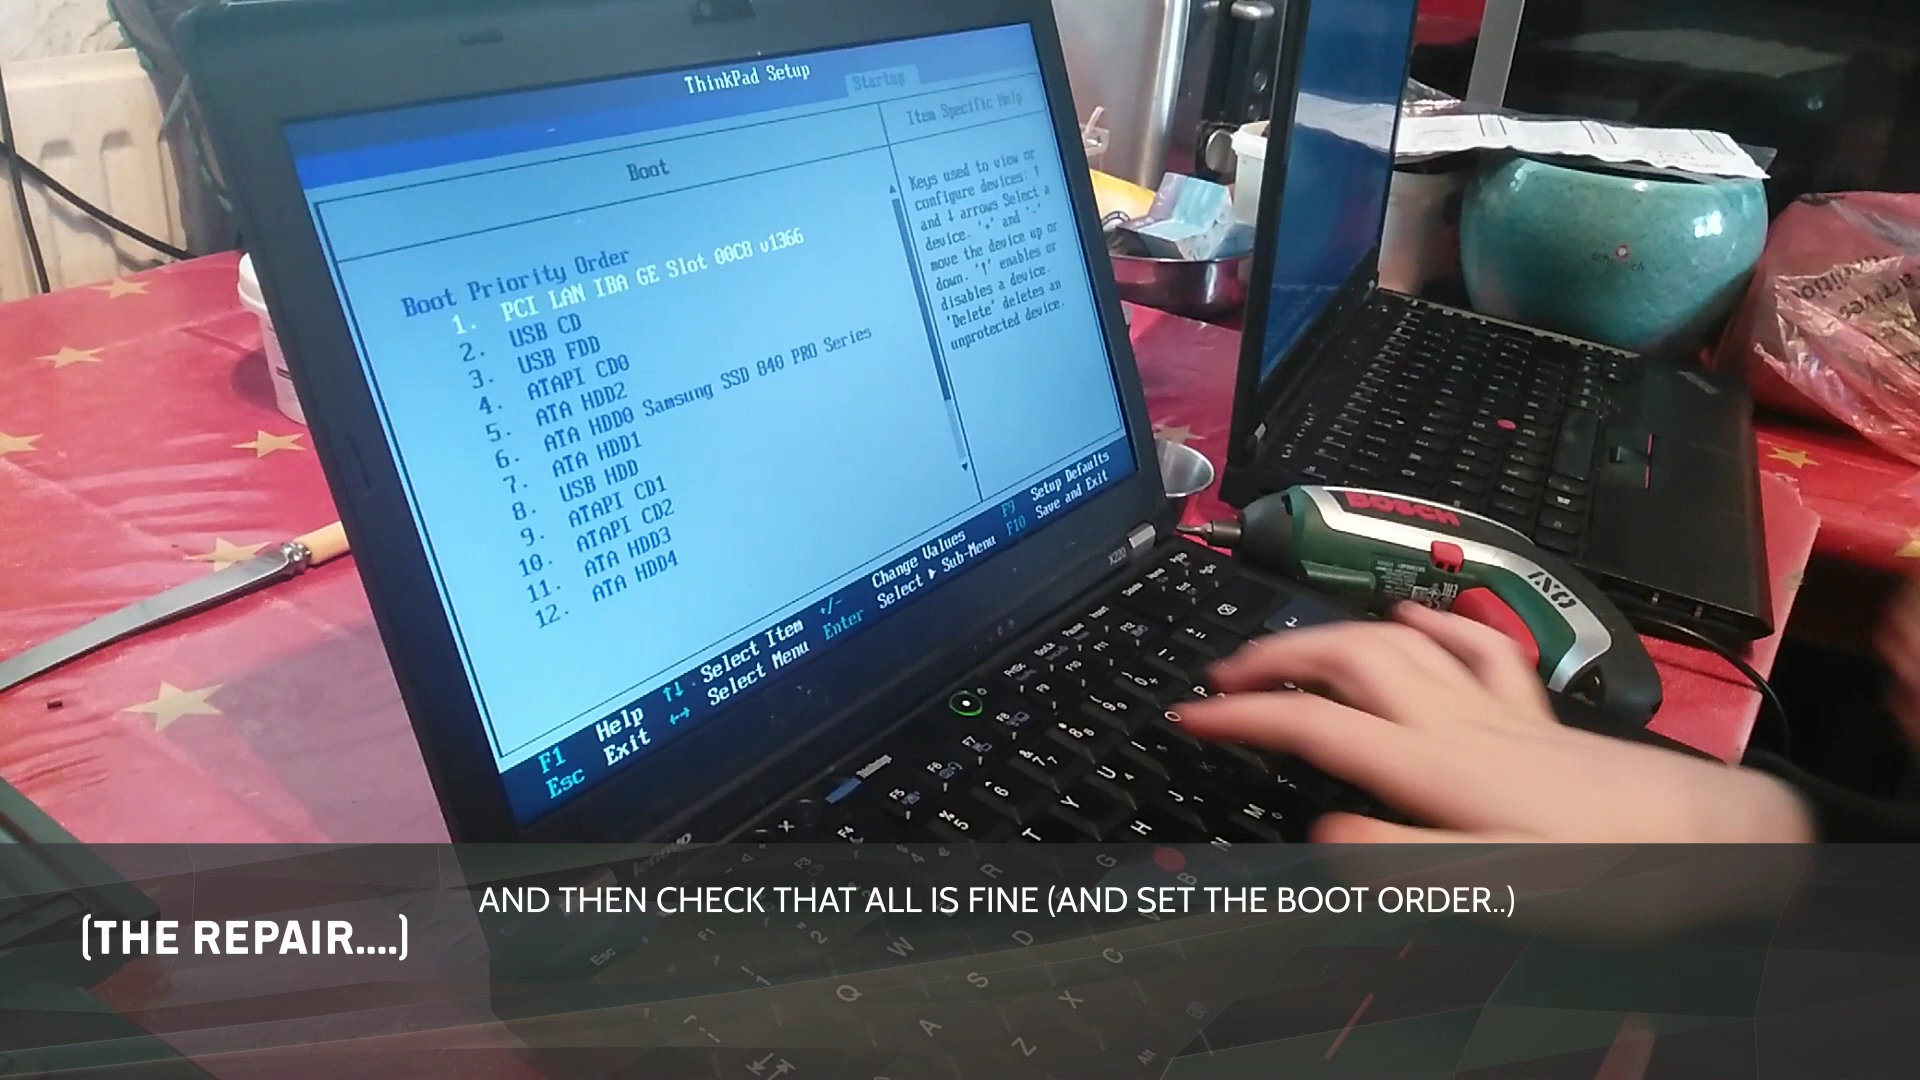 ThinkPad Setup
Startup
Boot
Item Specific Help
Boot Priority Order
1. PCI LAN IBA GE Slot 00C8 v1366
2. USB CD
3. USB FDD
4. ATAPI CD0
5. ATA HDD2
6. ATA HDD0 Samsung SSD 840 PRO Series
7. ATA HDD1
8. USB HDD
9. ATAPI CD1
10. ATAPI CD2
11. ATA HDD3
12. ATA HDD4
Keys used to view or
configure devices: ↑
and ↓ arrows Select a
device. '+' and '-'
move the device up or
down. '!' enables or
disables a device.
'Delete' deletes an
unprotected device.
F1 Help ↑↓ Select Item +/- Change Values F9 Setup Defaults
Esc Exit ←→ Select Menu Enter Select ▶ Sub-Menu F10 Save and Exit
X220
lenovo
ThinkVantage
BOSCH
IXO
AND THEN CHECK THAT ALL IS FINE (AND SET THE BOOT ORDER..)
(THE REPAIR....)